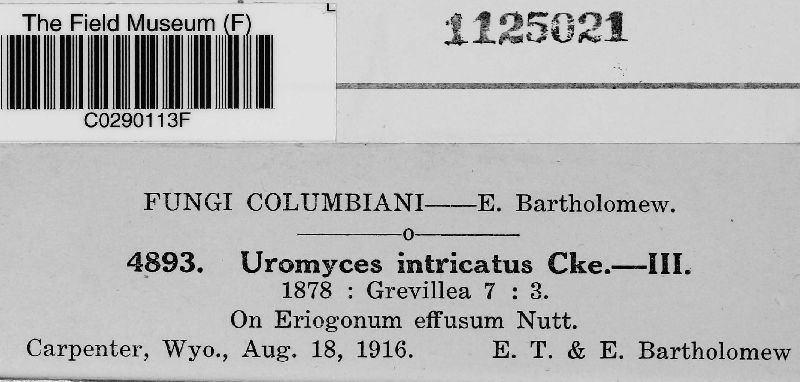 The Field Museum (F)
C0290113F
1125021
FUNGI COLUMBIANI——E. Bartholomew.
4893. Uromyces intricatus Cke.—III.
1878 : Grevillea 7 : 3.
On Eriogonum effusum Nutt.
Carpenter, Wyo., Aug. 18, 1916. E. T. & E. Bartholomew